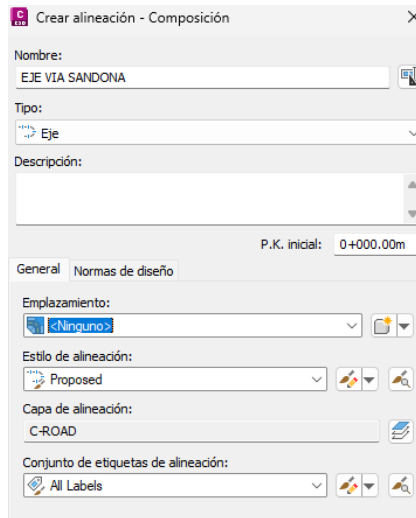 Crear alineación - Composición
Nombre:
EJE VIA SANDONA
Tipo:
Eje
Descripción:
P.K. inicial: 0+000.00m
General Normas de diseño
Emplazamiento:
<Ninguno>
Estilo de alineación:
Proposed
Capa de alineación:
C-ROAD
Conjunto de etiquetas de alineación:
All Labels